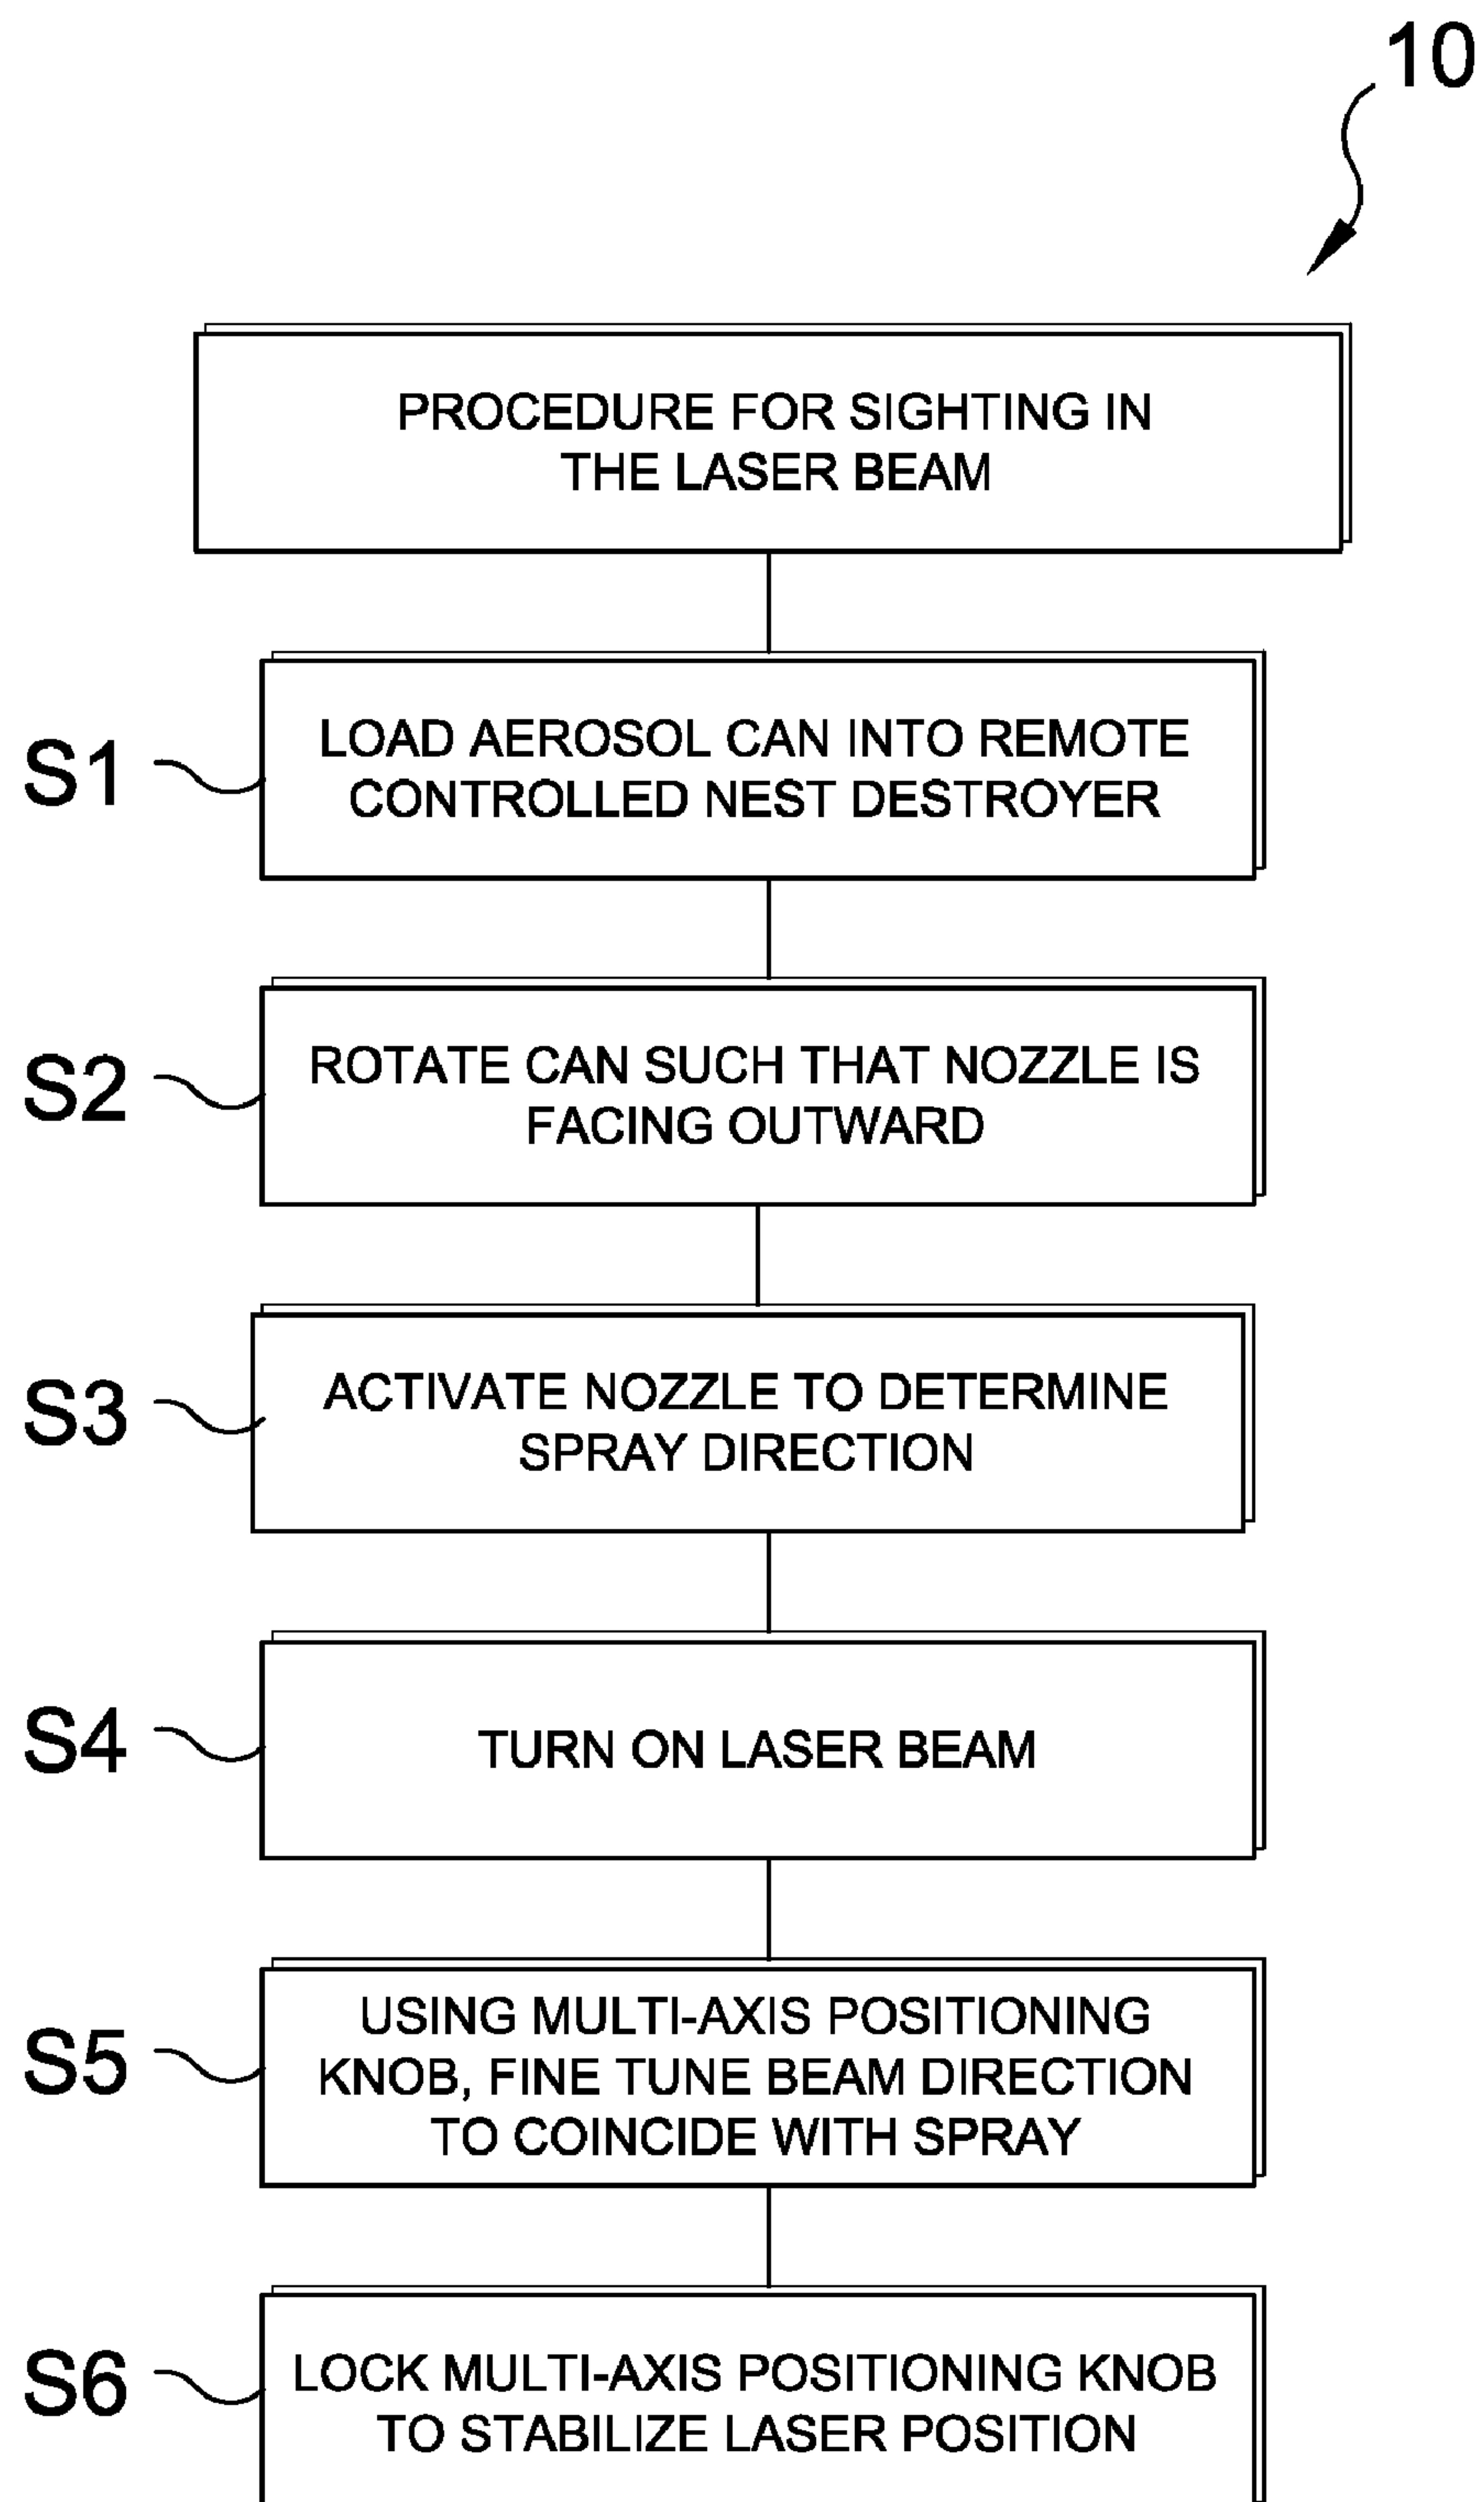 10
PROCEDURE FOR SIGHTING IN
THE LASER BEAM
S1
LOAD AEROSOL CAN INTO REMOTE
CONTROLLED NEST DESTROYER
S2
ROTATE CAN SUCH THAT NOZZLE IS
FACING OUTWARD
S3
ACTIVATE NOZZLE TO DETERMINE
SPRAY DIRECTION
S4
TURN ON LASER BEAM
S5
USING MULTI-AXIS POSITIONING
KNOB, FINE TUNE BEAM DIRECTION
TO COINCIDE WITH SPRAY
S6
LOCK MULTI-AXIS POSITIONING KNOB
TO STABILIZE LASER POSITION